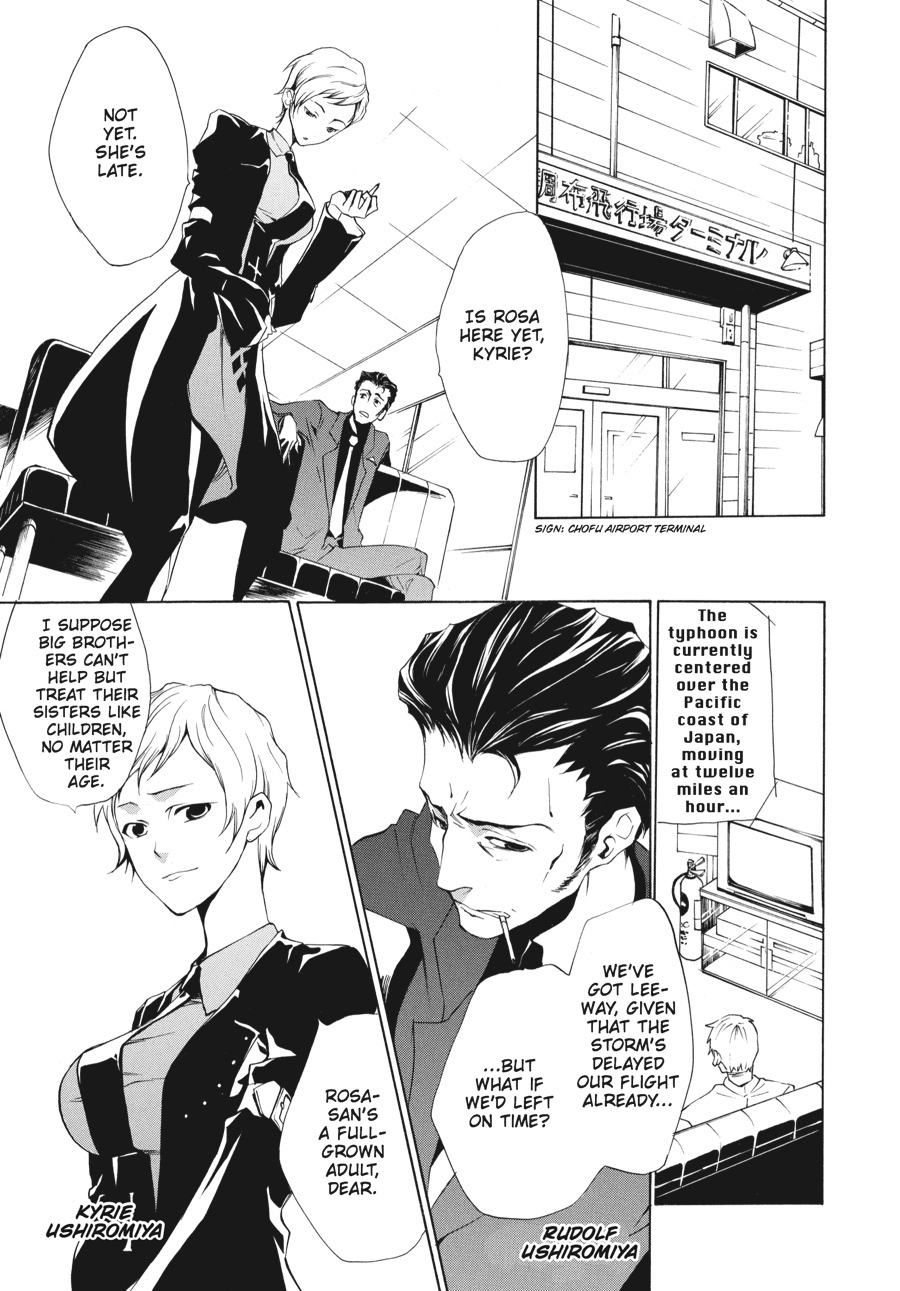 調布飛行場ターミナル
SIGN: CHOFU AIRPORT TERMINAL
IS ROSA
HERE YET,
KYRIE?
NOT
YET.
SHE'S
LATE.
The
typhoon is
currently
centered
over the
Pacific
coast of
Japan,
moving
at twelve
miles an
hour...
WE'VE
GOT LEE-
WAY, GIVEN
THAT THE
STORM'S
DELAYED
OUR FLIGHT
ALREADY...
...BUT
WHAT IF
WE'D LEFT
ON TIME?
RUDOLF
USHIROMIYA
I SUPPOSE
BIG BROTH-
ERS CAN'T
HELP BUT
TREAT THEIR
SISTERS LIKE
CHILDREN,
NO MATTER
THEIR
AGE.
ROSA-
SAN'S
A FULL-
GROWN
ADULT,
DEAR.
KYRIE
USHIROMIYA